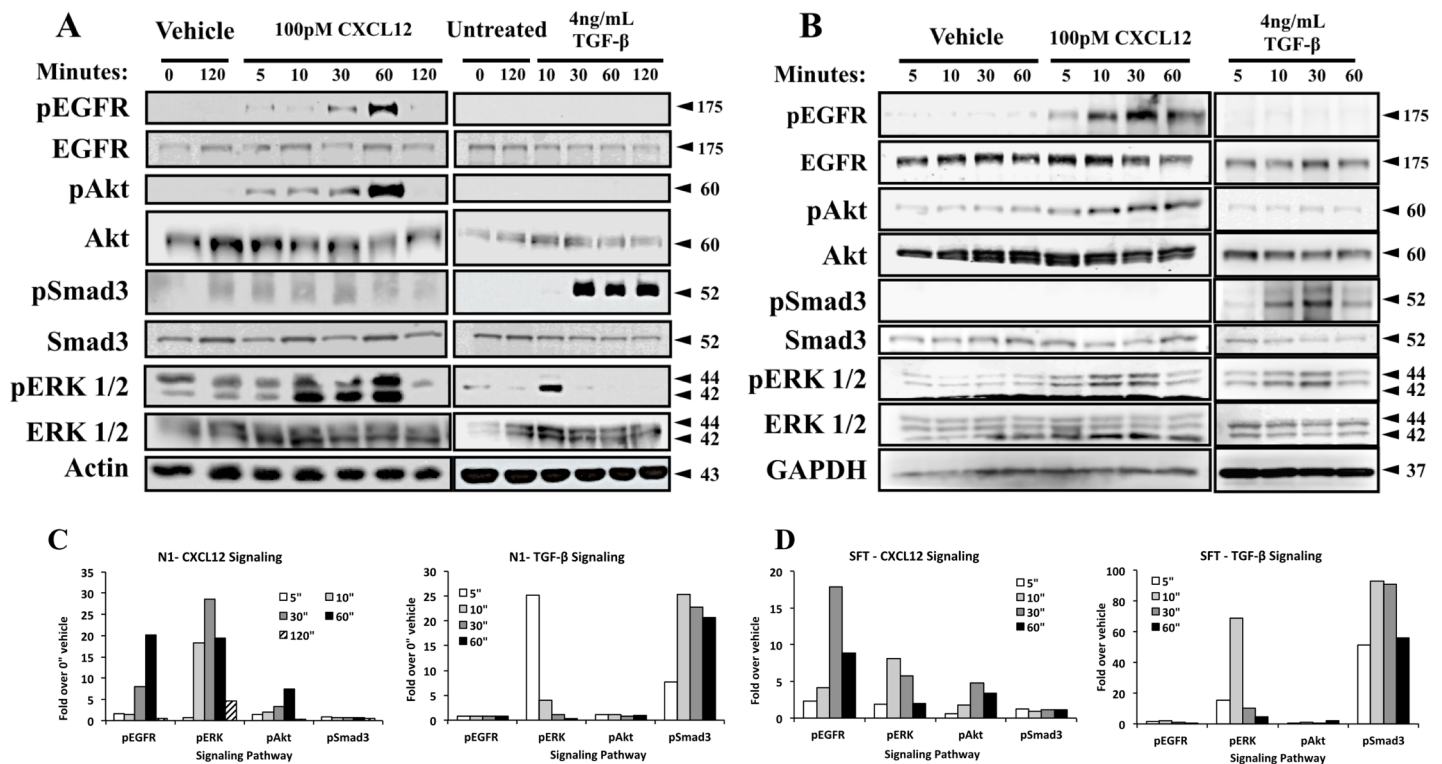 A
Vehicle 100pM CXCL12 Untreated 4ng/mL TGF-β
Minutes: 0 120 5 10 30 60 120 0 120 10 30 60 120
pEGFR 175
EGFR 175
pAkt 60
Akt 60
pSmad3 52
Smad3 52
pERK 1/2 44 42
ERK 1/2 44 42
Actin 43
B
Vehicle 100pM CXCL12 4ng/mL TGF-β
Minutes: 5 10 30 60 5 10 30 60 5 10 30 60
pEGFR 175
EGFR 175
pAkt 60
Akt 60
pSmad3 52
Smad3 52
pERK 1/2 44 42
ERK 1/2 44 42
GAPDH 37
C
N1- CXCL12 Signaling
Fold over 0" vehicle
35
30
25
20
15
10
5
0
5" 10"
30" 60"
120"
pEGFR pERK pAkt pSmad3
Signaling Pathway
N1- TGF-β Signaling
Fold over 0" vehicle
30
25
20
15
10
5
0
5"
10"
30"
60"
pEGFR pERK pAkt pSmad3
Signaling Pathway
D
SFT - CXCL12 Signaling
Fold over vehicle
20
15
10
5
0
5"
10"
30"
60"
pEGFR pERK pAkt pSmad3
Signaling Pathway
SFT - TGF-β Signaling
Fold over vehicle
100
80
60
40
20
0
5"
10"
30"
60"
pEGFR pERK pAkt pSmad3
Signaling Pathway